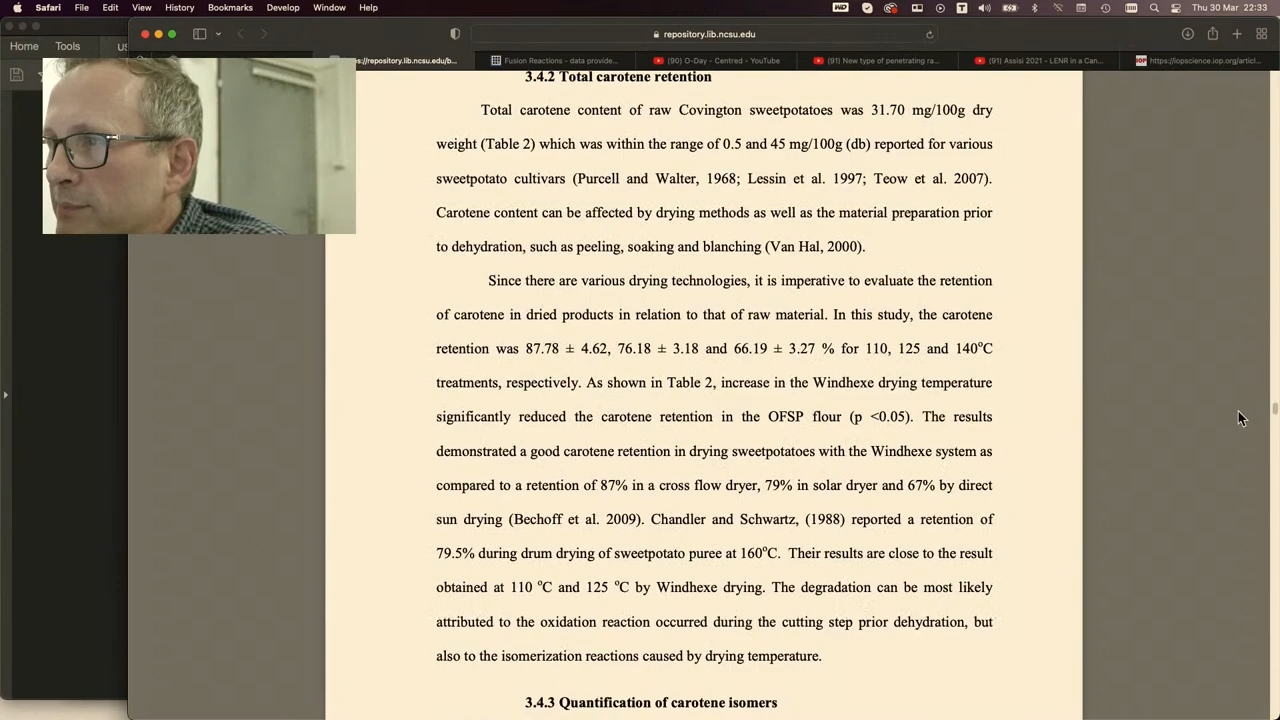 Safari File Edit View History Bookmarks Develop Window Help
Thu 30 Mar 22:33
Home Tools
repository.lib.ncsu.edu
https://repository.lib.ncsu.edu/b...
Fusion Reactions - data provide...
(90) O-Day - Centred - YouTube
(91) New type of penetrating ra...
(91) Assisi 2021 - LENR in a Can...
IOP https://iopscience.iop.org/articl...
3.4.2 Total carotene retention
Total carotene content of raw Covington sweetpotatoes was 31.70 mg/100g dry
weight (Table 2) which was within the range of 0.5 and 45 mg/100g (db) reported for various
sweetpotato cultivars (Purcell and Walter, 1968; Lessin et al. 1997; Teow et al. 2007).
Carotene content can be affected by drying methods as well as the material preparation prior
to dehydration, such as peeling, soaking and blanching (Van Hal, 2000).
Since there are various drying technologies, it is imperative to evaluate the retention
of carotene in dried products in relation to that of raw material. In this study, the carotene
retention was 87.78 ± 4.62, 76.18 ± 3.18 and 66.19 ± 3.27 % for 110, 125 and 140°C
treatments, respectively. As shown in Table 2, increase in the Windhexe drying temperature
significantly reduced the carotene retention in the OFSP flour (p <0.05). The results
demonstrated a good carotene retention in drying sweetpotatoes with the Windhexe system as
compared to a retention of 87% in a cross flow dryer, 79% in solar dryer and 67% by direct
sun drying (Bechoff et al. 2009). Chandler and Schwartz, (1988) reported a retention of
79.5% during drum drying of sweetpotato puree at 160°C. Their results are close to the result
obtained at 110 °C and 125 °C by Windhexe drying. The degradation can be most likely
attributed to the oxidation reaction occurred during the cutting step prior dehydration, but
also to the isomerization reactions caused by drying temperature.
3.4.3 Quantification of carotene isomers